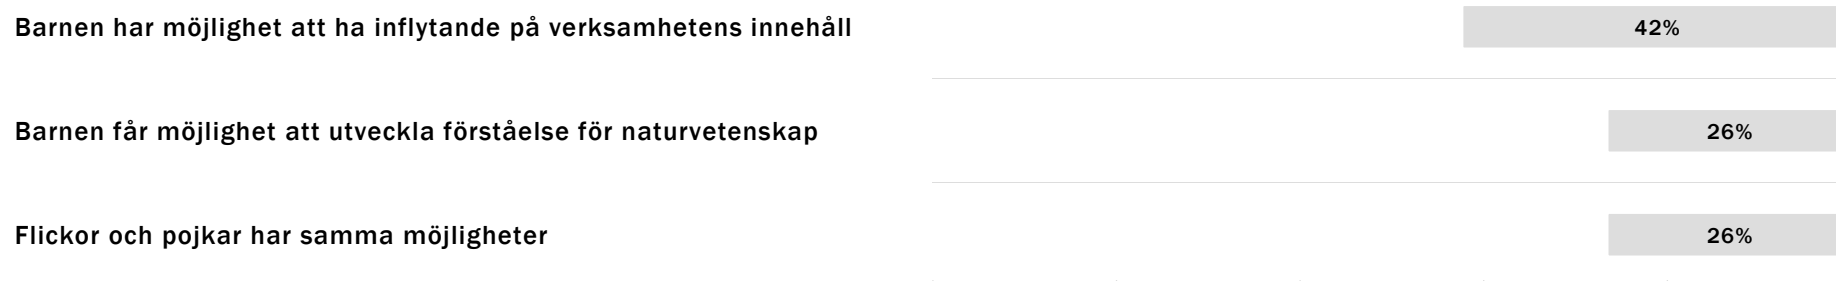 Barnen har möjlighet att ha inflytande på verksamhetens innehåll 42%
Barnen får möjlighet att utveckla förståelse för naturvetenskap 26%
Flickor och pojkar har samma möjligheter 26%